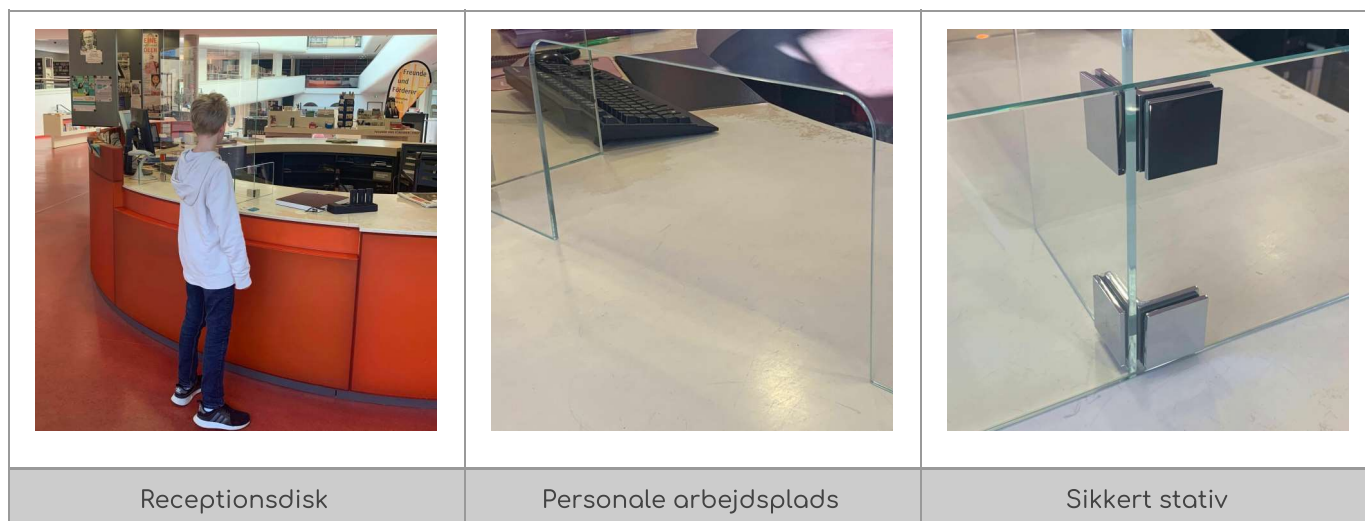 Freunde
und
Förderer
Receptionsdisk
Personale arbejdsplads
Sikkert stativ